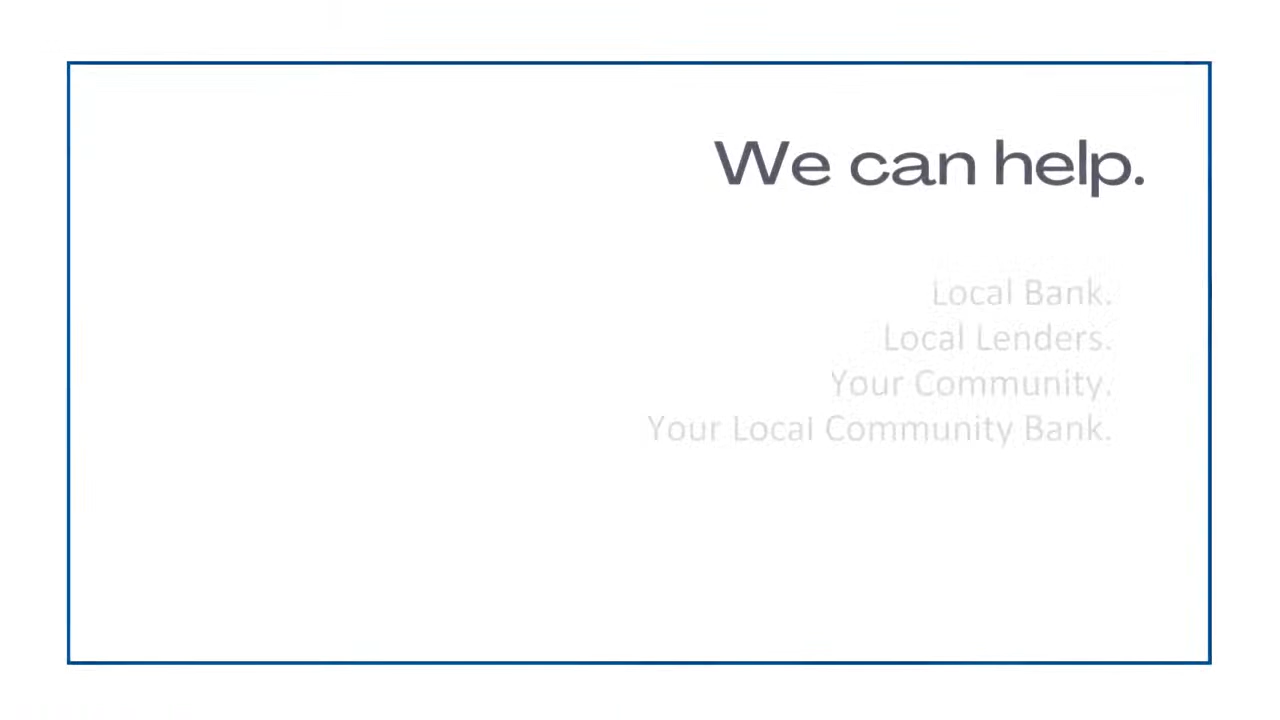 We can help.
Local Bank.
Local Lenders.
Your Community.
Your Local Community Bank.